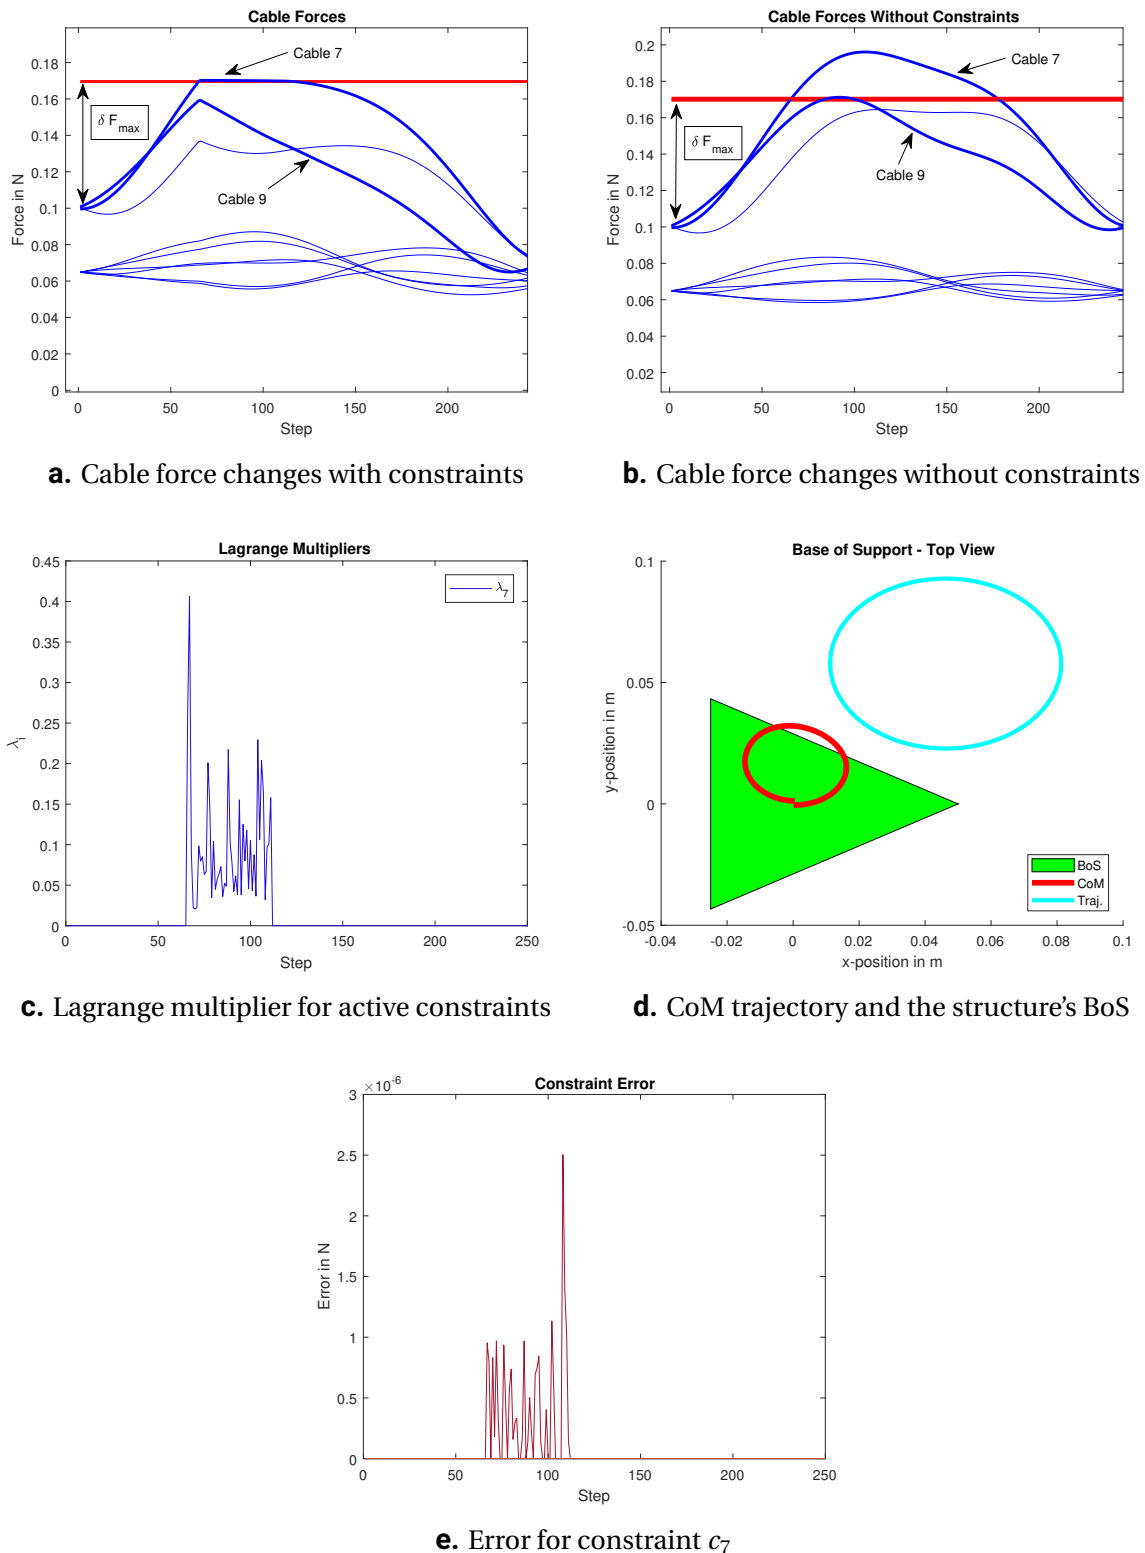 Cable Forces
Force in N
0.18
0.16
0.14
0.12
0.1
0.08
0.06
0.04
0.02
0
Cable 7
δ F_max
Cable 9
0 50 100 150 200
Step
a. Cable force changes with constraints
Cable Forces Without Constraints
Force in N
0.2
0.18
0.16
0.14
0.12
0.1
0.08
0.06
0.04
0.02
Cable 7
δ F_max
Cable 9
0 50 100 150 200
Step
b. Cable force changes without constraints
Lagrange Multipliers
λ_i
0.45
0.4
0.35
0.3
0.25
0.2
0.15
0.1
0.05
0
λ_7
0 50 100 150 200 250
Step
c. Lagrange multiplier for active constraints
Base of Support - Top View
y-position in m
0.1
0.05
0
-0.05
BoS
CoM
Traj.
-0.04 -0.02 0 0.02 0.04 0.06 0.08 0.1
x-position in m
d. CoM trajectory and the structure's BoS
×10^-6
Constraint Error
Error in N
3
2.5
2
1.5
1
0.5
0
0 50 100 150 200 250
Step
e. Error for constraint c_7